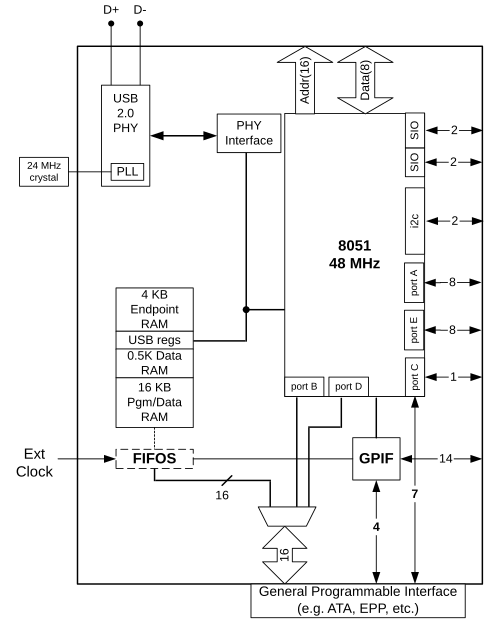 D+ D-
Addr(16)
Data(8)
USB
2.0
PHY
PHY
Interface
SIO
2
SIO
2
24 MHz
crystal
PLL
i2c
2
8051
48 MHz
port A
8
4 KB
Endpoint
RAM
USB regs
0.5K Data
RAM
16 KB
Pgm/Data
RAM
port E
8
port C
1
port B
port D
Ext
Clock
FIFOS
GPIF
14
16
7
4
16
General Programmable Interface
(e.g. ATA, EPP, etc.)